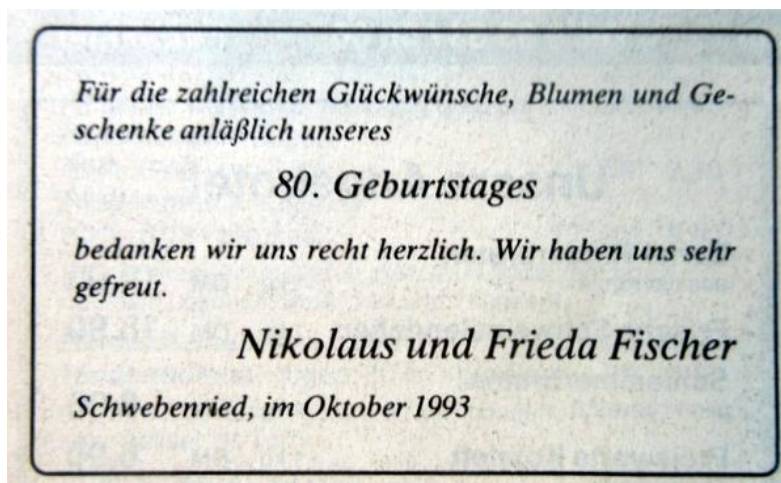 Für die zahlreichen Glückwünsche, Blumen und Ge-
schenke anläßlich unseres
80. Geburtstages
bedanken wir uns recht herzlich. Wir haben uns sehr
gefreut.
Nikolaus und Frieda Fischer
Schwebenried, im Oktober 1993